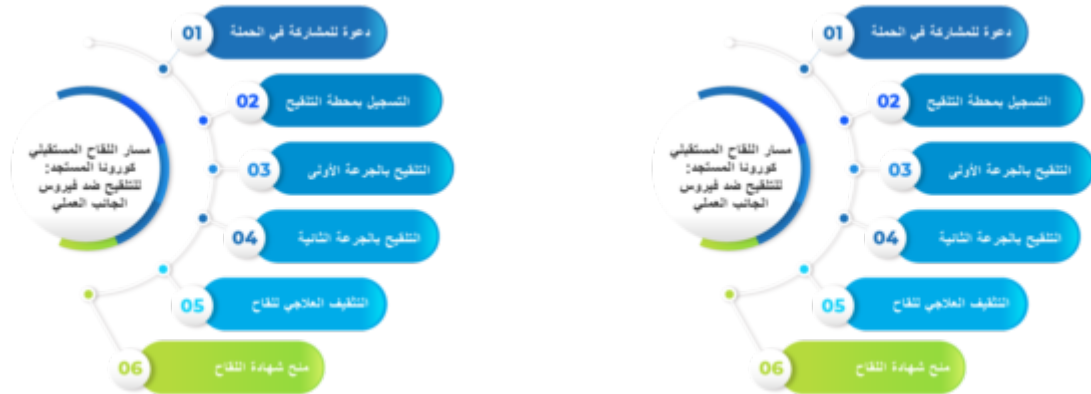 مسار اللقاح المستقبلي
كورونا المستجد:
للتلقيح ضد فيروس
الجانب العملي
01 دعوة للمشاركة في الحملة
02 التسجيل بمحطة التلقيح
03 التلقيح بالجرعة الأولى
04 التلقيح بالجرعة الثانية
05 التثقيف العلاجي للقاح
06 منح شهادة اللقاح
مسار اللقاح المستقبلي
كورونا المستجد:
للتلقيح ضد فيروس
الجانب العملي
01 دعوة للمشاركة في الحملة
02 التسجيل بمحطة التلقيح
03 التلقيح بالجرعة الأولى
04 التلقيح بالجرعة الثانية
05 التثقيف العلاجي للقاح
06 منح شهادة اللقاح